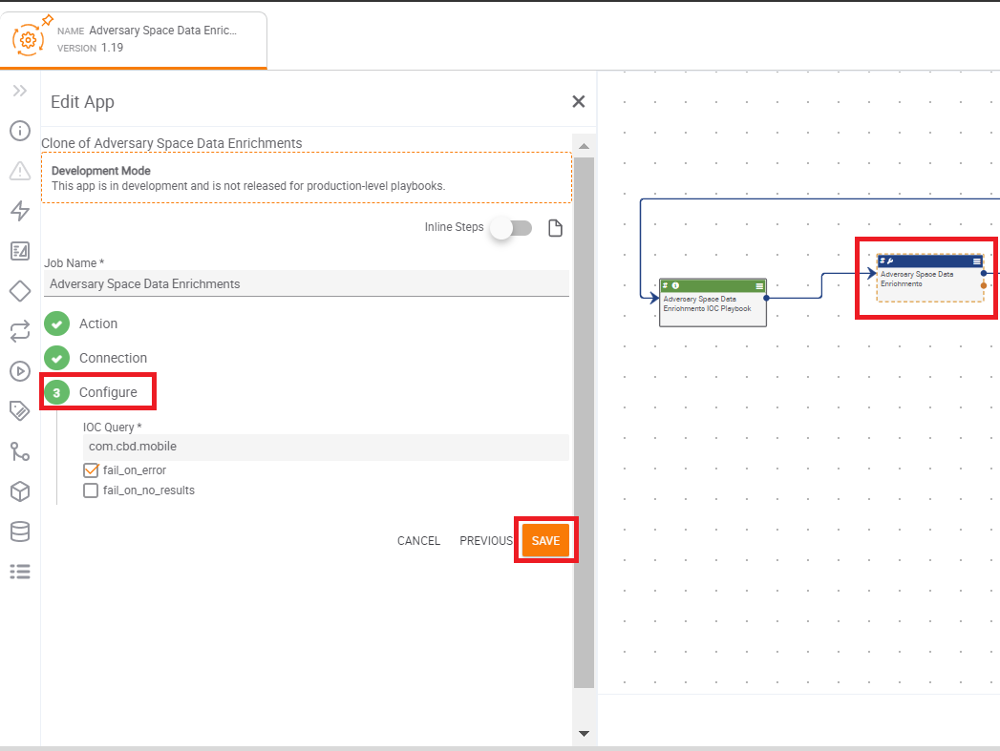 NAME Adversary Space Data Enric...
VERSION 1.19
Edit App
Clone of Adversary Space Data Enrichments
Development Mode
This app is in development and is not released for production-level playbooks.
Inline Steps
Job Name *
Adversary Space Data Enrichments
Action
Connection
3 Configure
IOC Query *
com.cbd.mobile
fail_on_error
fail_on_no_results
CANCEL PREVIOUS SAVE
#
Adversary Space Data
Enrichments IOC Playbook
#
Adversary Space Data
Enrichments